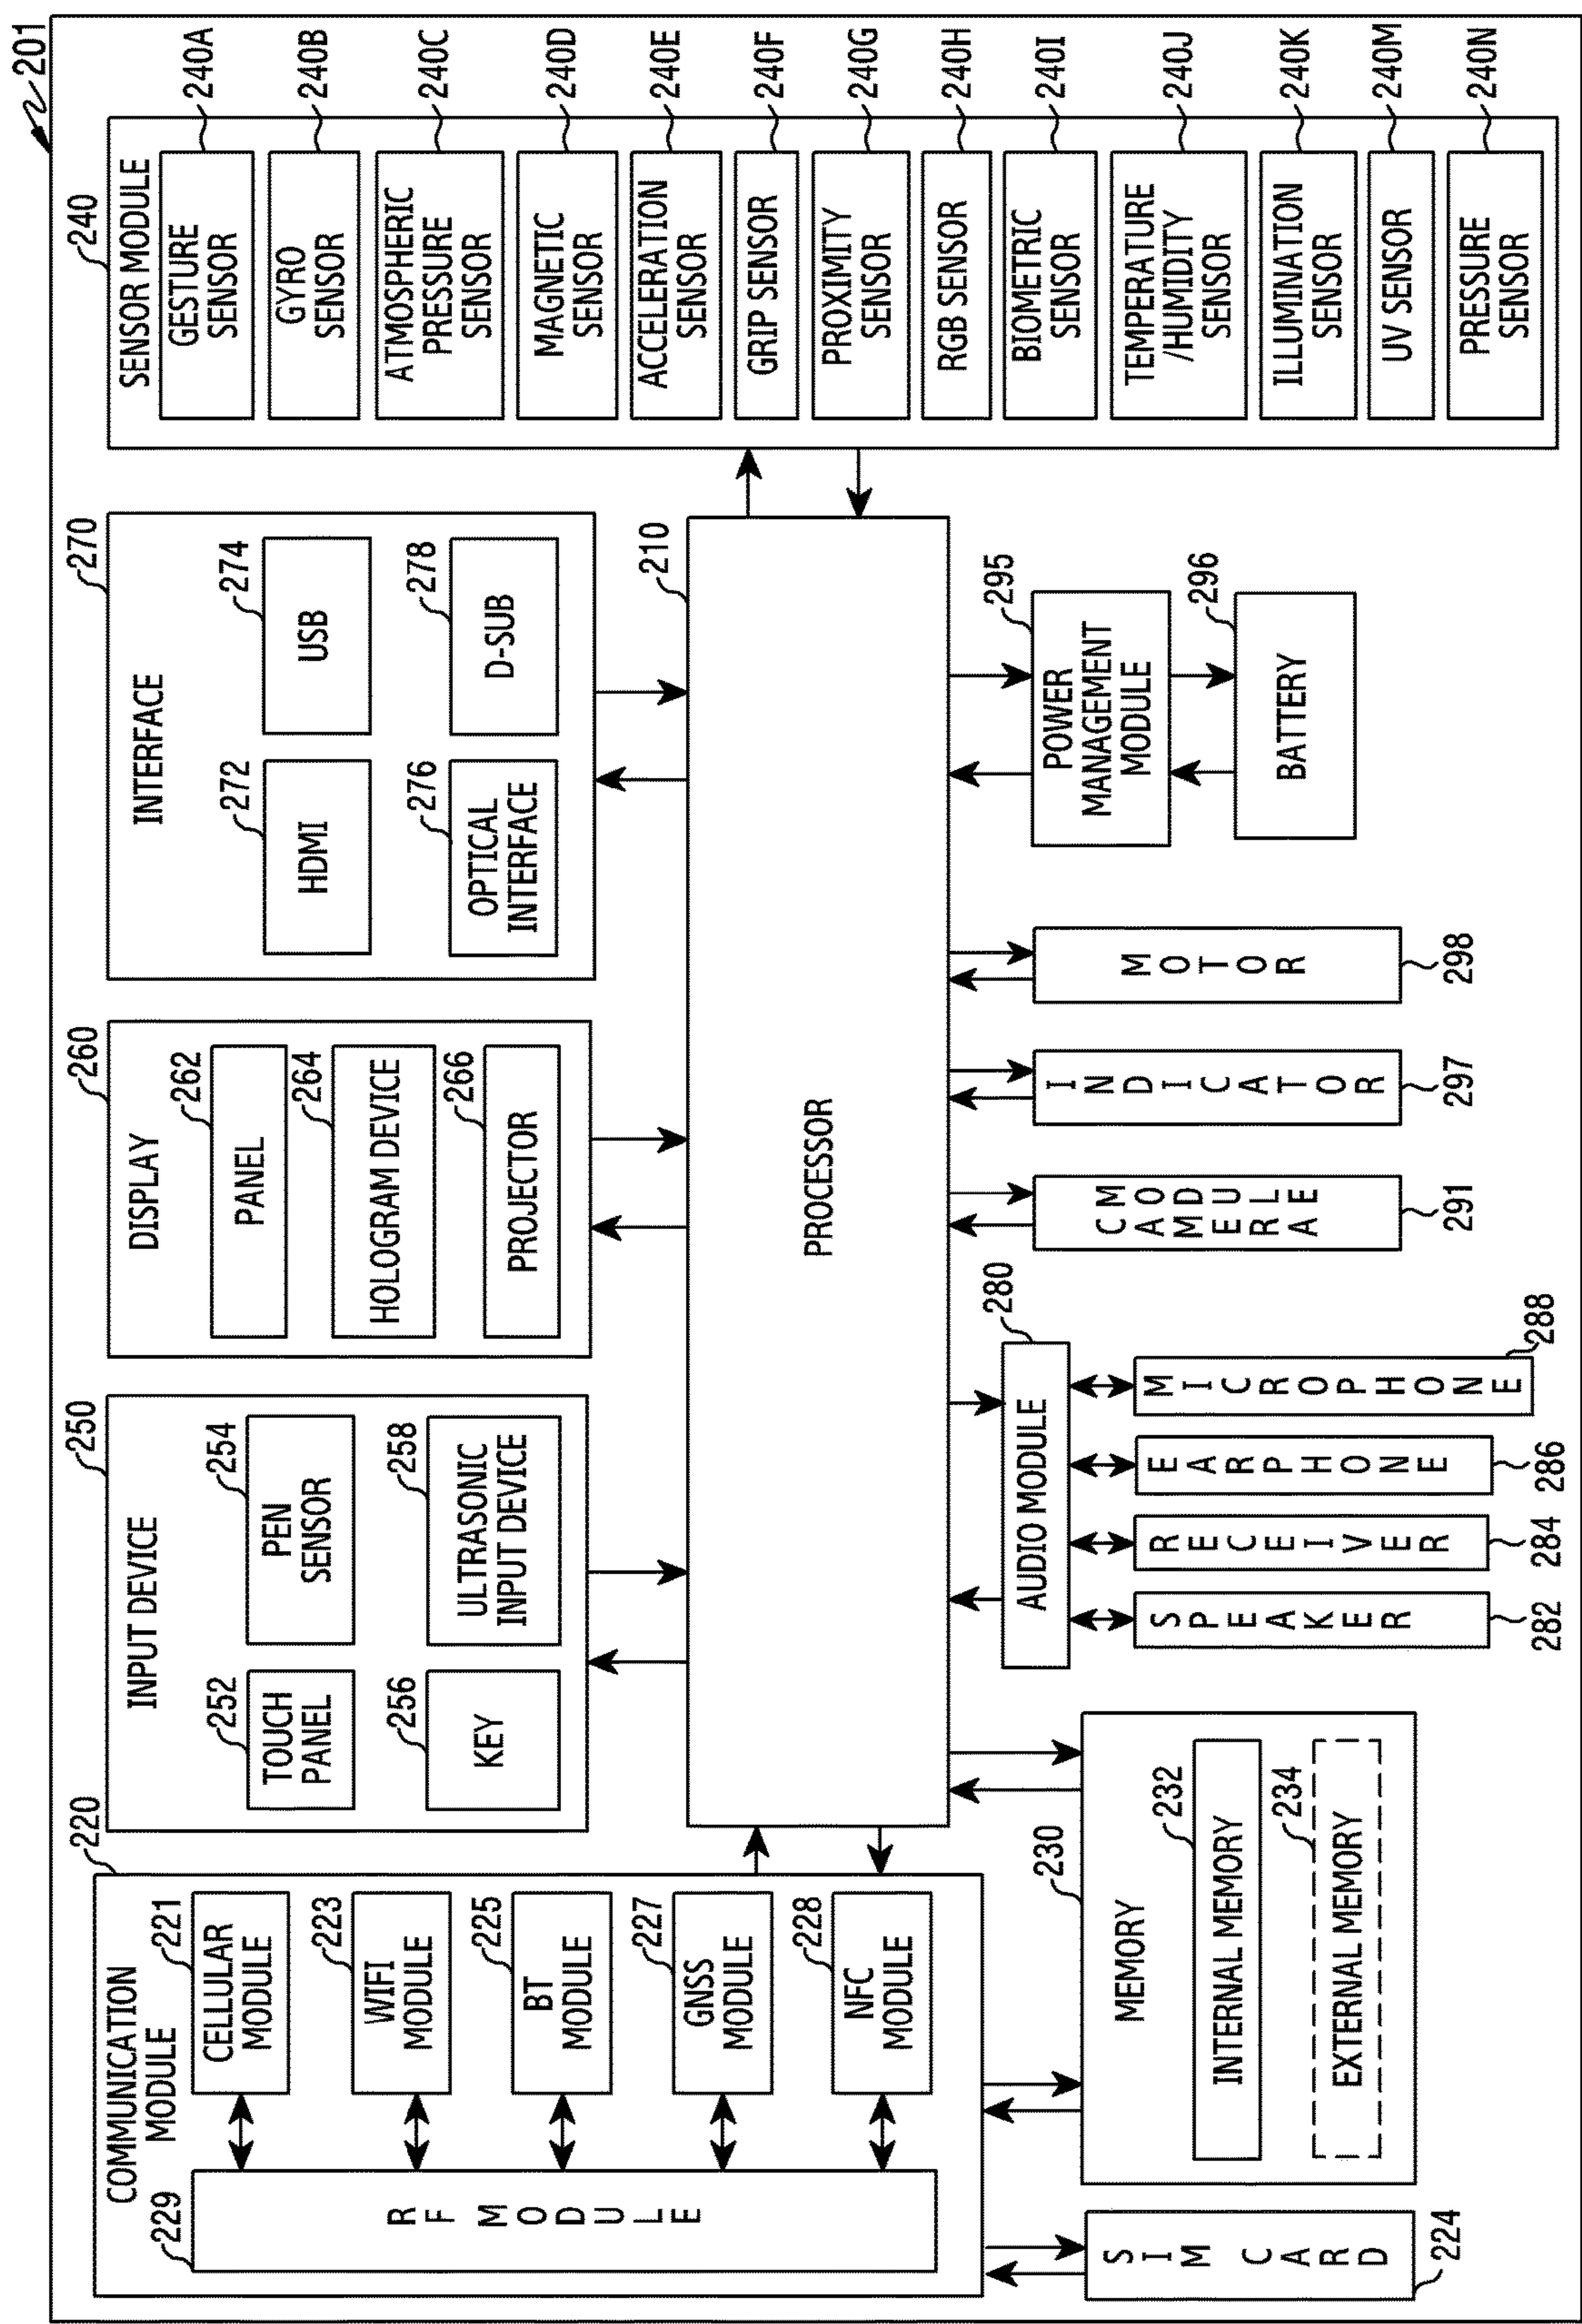 201
COMMUNICATION
MODULE
220
229
RF MODULE
221
CELLULAR
MODULE
223
WIFI
MODULE
225
BT
MODULE
227
GNSS
MODULE
228
NFC
MODULE
INPUT DEVICE
250
252
TOUCH
PANEL
254
PEN
SENSOR
256
KEY
258
ULTRASONIC
INPUT DEVICE
DISPLAY
260
262
PANEL
264
HOLOGRAM DEVICE
266
PROJECTOR
INTERFACE
270
272
HDMI
274
USB
276
OPTICAL
INTERFACE
278
D-SUB
240
SENSOR MODULE
GESTURE
SENSOR
240A
GYRO
SENSOR
240B
ATMOSPHERIC
PRESSURE
SENSOR
240C
MAGNETIC
SENSOR
240D
ACCELERATION
SENSOR
240E
GRIP SENSOR
240F
PROXIMITY
SENSOR
240G
RGB SENSOR
240H
BIOMETRIC
SENSOR
240I
TEMPERATURE
/HUMIDITY
SENSOR
240J
ILLUMINATION
SENSOR
240K
UV SENSOR
240M
PRESSURE
SENSOR
240N
210
PROCESSOR
SIM CARD
224
230
MEMORY
232
INTERNAL MEMORY
234
EXTERNAL MEMORY
280
AUDIO MODULE
SPEAKER
282
RECEIVER
284
EARPHONE
286
MICROPHONE
288
CAMERA
MODULE
291
INDICATOR
297
MOTOR
298
295
POWER
MANAGEMENT
MODULE
296
BATTERY